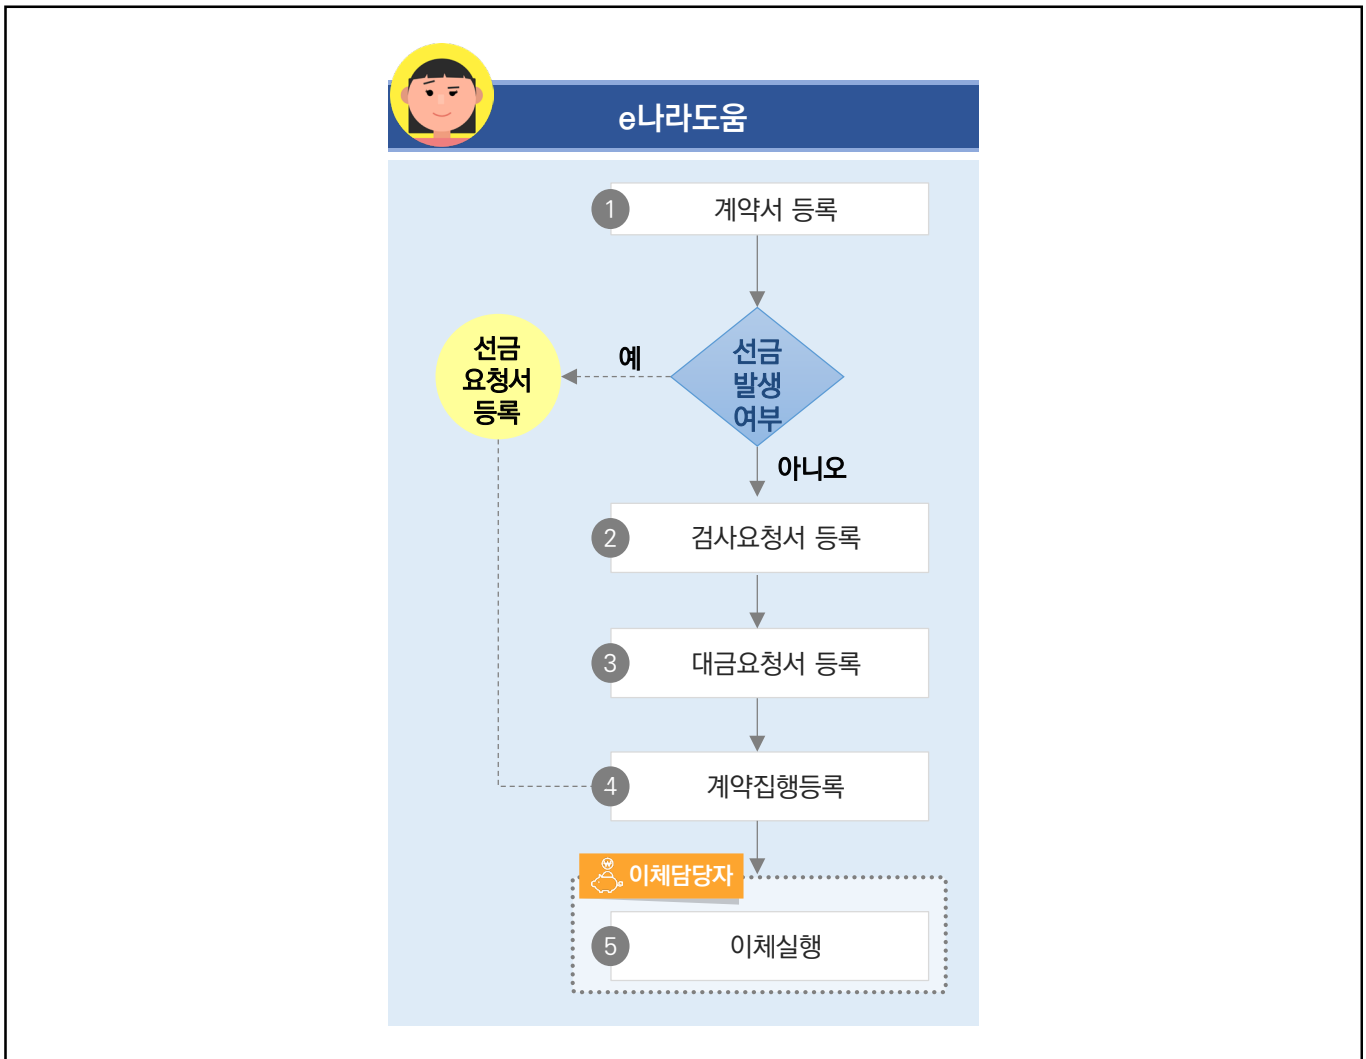 e나라도움
1
계약서 등록
선금
요청서
등록
예
선금
발생
여부
아니오
2
검사요청서 등록
3
대금요청서 등록
4
계약집행등록
₩
이체담당자
5
이체실행